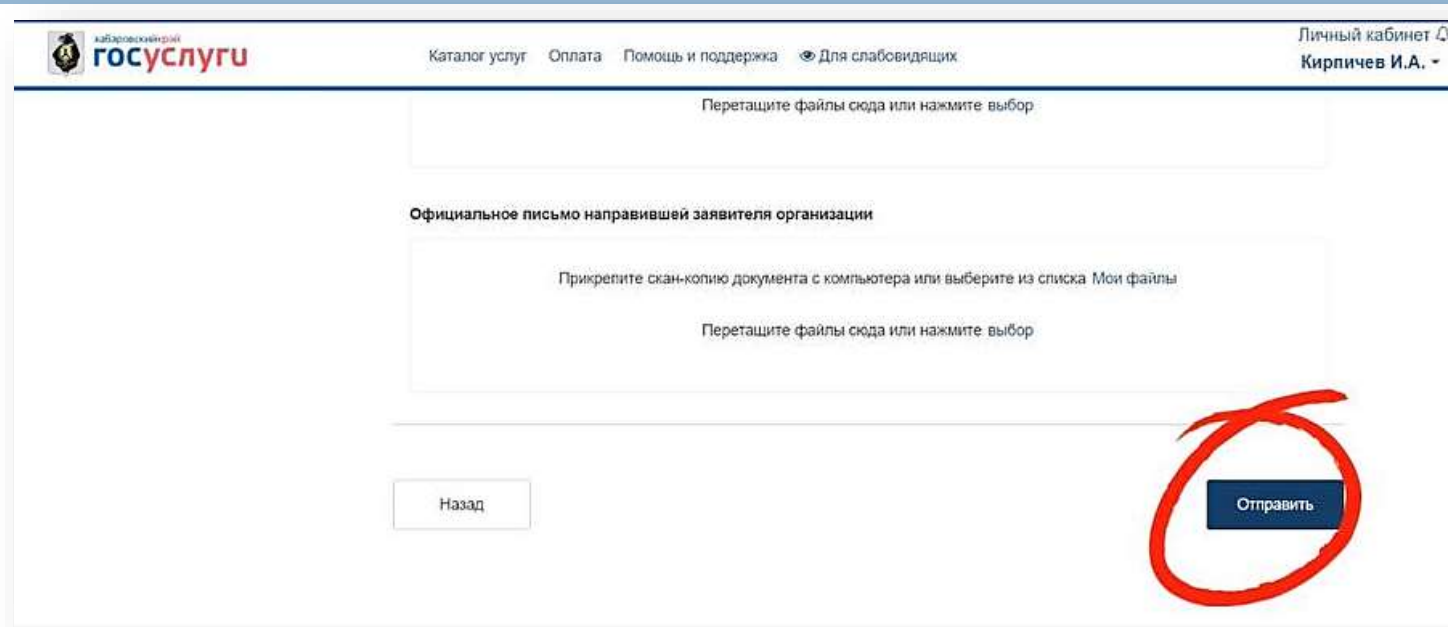 хабаровский край
госуслуги
Каталог услуг Оплата Помощь и поддержка Для слабовидящих
Личный кабинет
Кирпичев И.А.
Перетащите файлы сюда или нажмите выбор
Официальное письмо направившей заявителя организации
Прикрепите скан-копию документа с компьютера или выберите из списка Мои файлы
Перетащите файлы сюда или нажмите выбор
Назад
Отправить